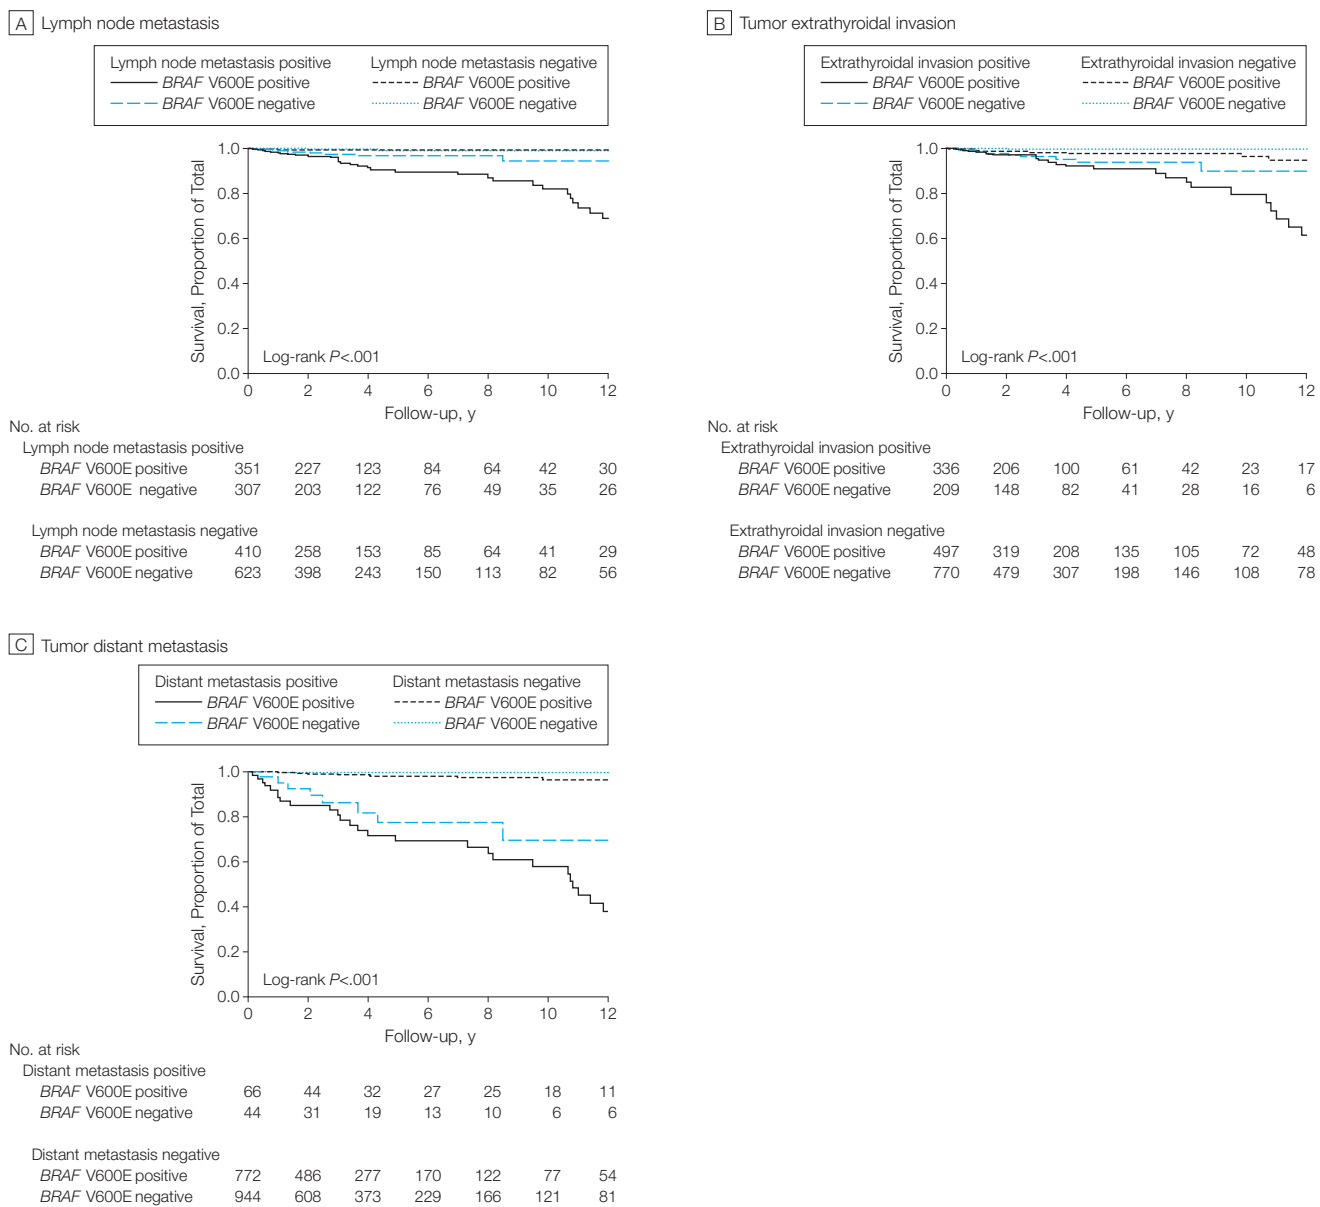 A Lymph node metastasis
Lymph node metastasis positive
BRAF V600E positive
BRAF V600E negative
Lymph node metastasis negative
BRAF V600E positive
BRAF V600E negative
Survival, Proportion of Total
1.0
0.8
0.6
0.4
0.2
0.0
Log-rank P<.001
0 2 4 6 8 10 12
Follow-up, y
No. at risk
Lymph node metastasis positive
BRAF V600E positive 351 227 123 84 64 42 30
BRAF V600E negative 307 203 122 76 49 35 26
Lymph node metastasis negative
BRAF V600E positive 410 258 153 85 64 41 29
BRAF V600E negative 623 398 243 150 113 82 56
B Tumor extrathyroidal invasion
Extrathyroidal invasion positive
BRAF V600E positive
BRAF V600E negative
Extrathyroidal invasion negative
BRAF V600E positive
BRAF V600E negative
Survival, Proportion of Total
1.0
0.8
0.6
0.4
0.2
0.0
Log-rank P<.001
0 2 4 6 8 10 12
Follow-up, y
No. at risk
Extrathyroidal invasion positive
BRAF V600E positive 336 206 100 61 42 23 17
BRAF V600E negative 209 148 82 41 28 16 6
Extrathyroidal invasion negative
BRAF V600E positive 497 319 208 135 105 72 48
BRAF V600E negative 770 479 307 198 146 108 78
C Tumor distant metastasis
Distant metastasis positive
BRAF V600E positive
BRAF V600E negative
Distant metastasis negative
BRAF V600E positive
BRAF V600E negative
Survival, Proportion of Total
1.0
0.8
0.6
0.4
0.2
0.0
Log-rank P<.001
0 2 4 6 8 10 12
Follow-up, y
No. at risk
Distant metastasis positive
BRAF V600E positive 66 44 32 27 25 18 11
BRAF V600E negative 44 31 19 13 10 6 6
Distant metastasis negative
BRAF V600E positive 772 486 277 170 122 77 54
BRAF V600E negative 944 608 373 229 166 121 81